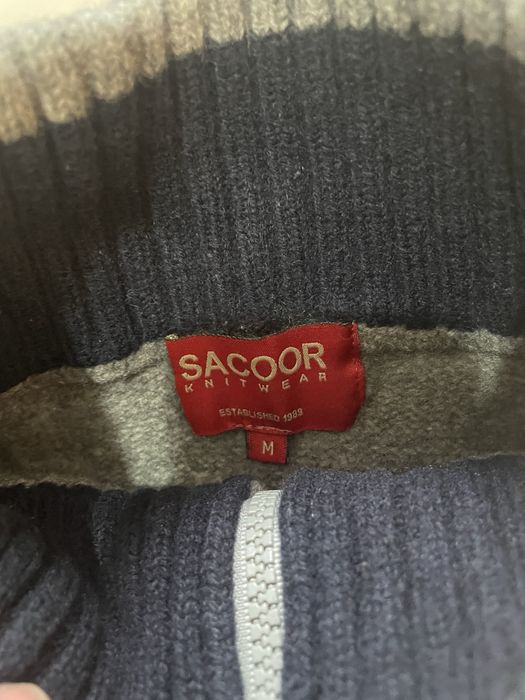 SACOOR
KNITWEAR
ESTABLISHED 1989
M